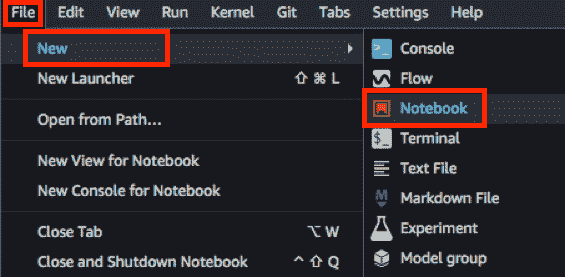 File Edit View Run Kernel Git Tabs Settings Help
New
New Launcher ⇧ ⌘ L
Open from Path...
New View for Notebook
New Console for Notebook
Close Tab ⌥ W
Close and Shutdown Notebook ^ ⇧ Q
Console
Flow
Notebook
Terminal
Text File
Markdown File
Experiment
Model group